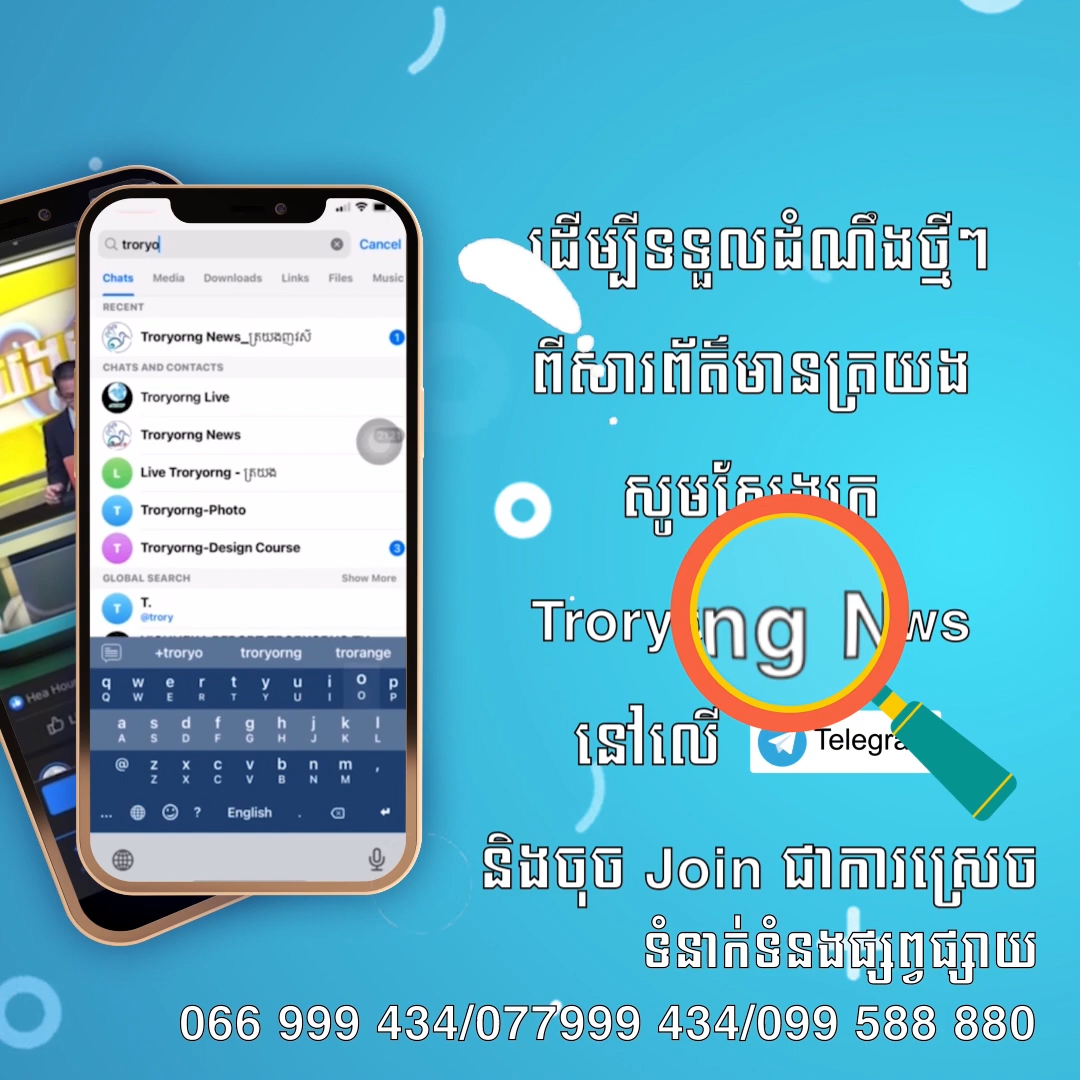 troryo
Cancel
Chats Media Downloads Links Files Music
RECENT
Troryorng News_ត្រយងញវសី
1
CHATS AND CONTACTS
Troryorng Live
Troryorng News
21:21
Live Troryorng - ត្រយង
Troryorng-Photo
Troryorng-Design Course
3
GLOBAL SEARCH Show More
T.
@trory
+troryo troryorng trorange
q w e r t y u i o p
Q W E R T Y U I O P
a s d f g h j k l
A S D F G H J K L
@ z x c v b n m ,
Z X C V B N M
... ? English .
ដើម្បីទទួលដំណឹងថ្មីៗ
ពីសារព័ត៌មានត្រយង
សូមស្វែងរក
Troryorng News
នៅលើ Telegra
និងចុច Join ជាការស្រេច
ទំនាក់ទំនងផ្សព្វផ្សាយ
066 999 434/077999 434/099 588 880